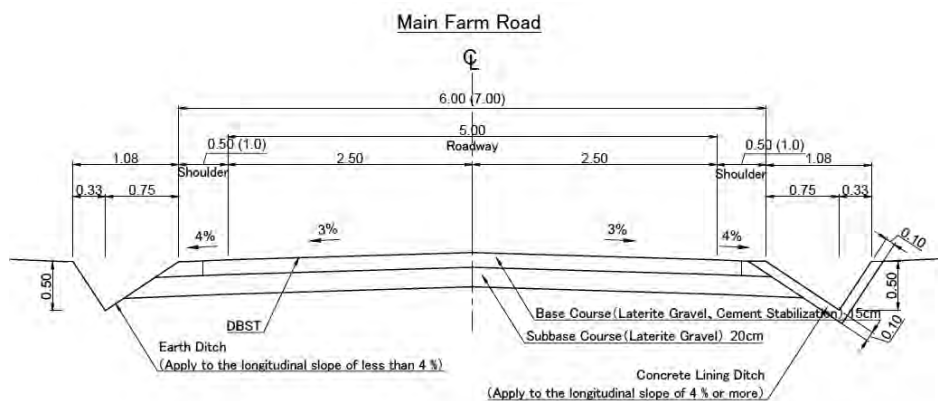 Main Farm Road
℄
6.00 (7.00)
5.00
Roadway
0.50 (1.0)
0.50 (1.0)
1.08
Shoulder
2.50
2.50
Shoulder
1.08
0.33
0.75
0.75
0.33
4%
3%
3%
4%
0.10
0.50
0.50
0.10
DBST
Base Course(Laterite Gravel, Cement Stabilization) 15cm
Subbase Course(Laterite Gravel) 20cm
Earth Ditch
(Apply to the longitudinal slope of less than 4 %)
Concrete Lining Ditch
(Apply to the longitudinal slope of 4 % or more)